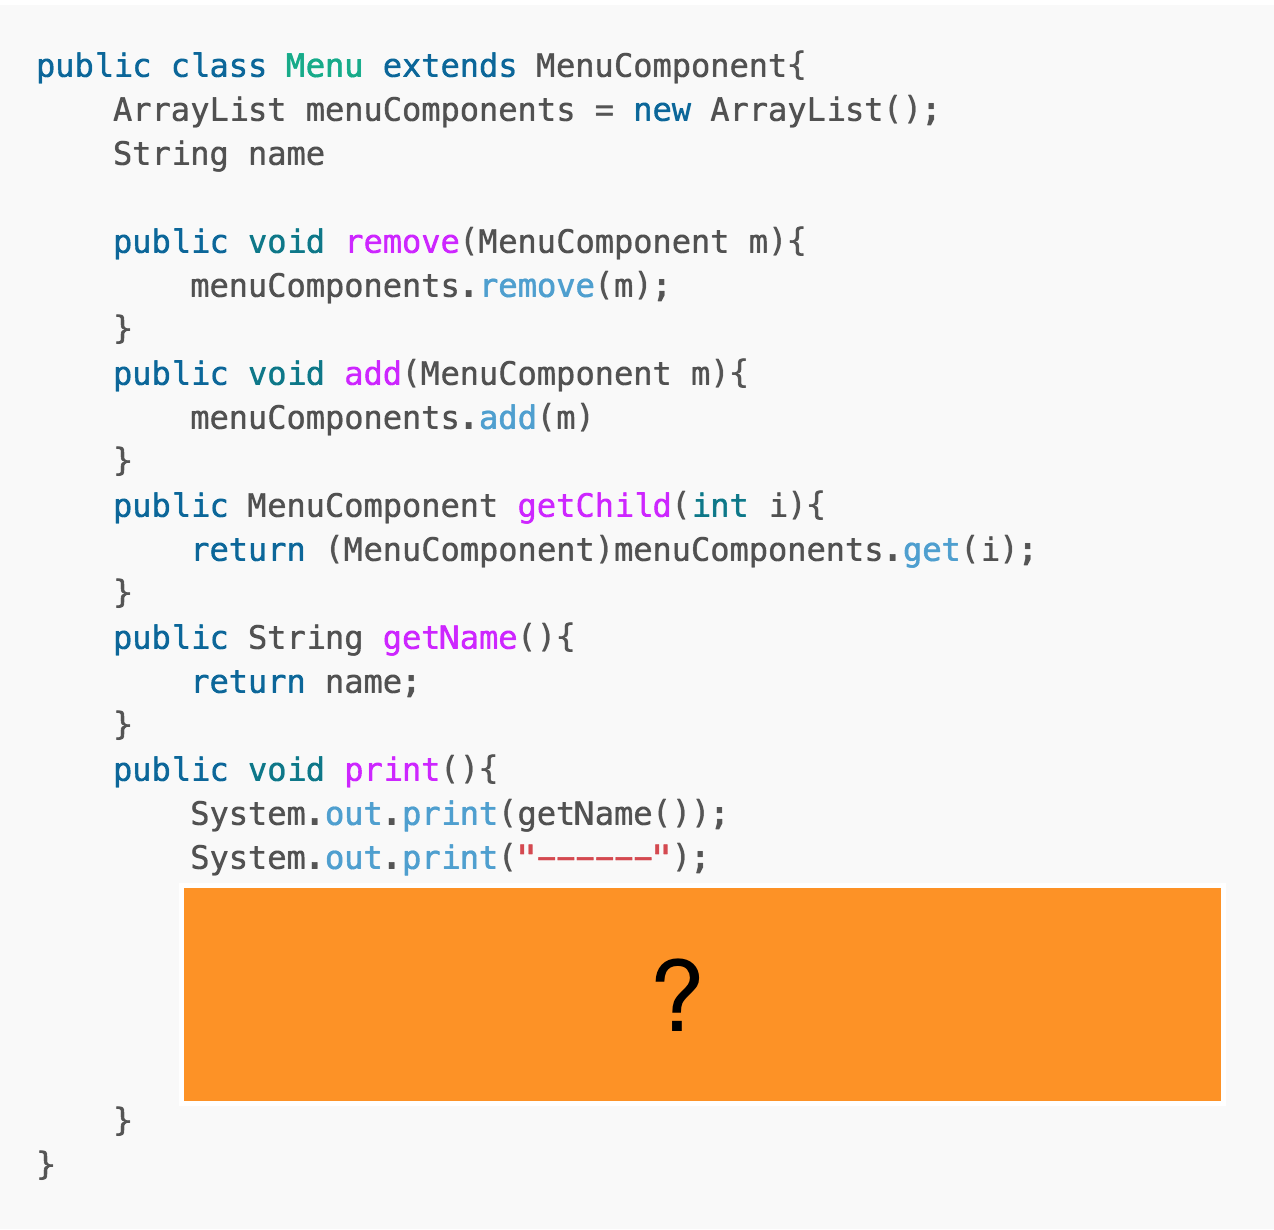 public class Menu extends MenuComponent{
    ArrayList menuComponents = new ArrayList();
    String name
    public void remove(MenuComponent m){
        menuComponents.remove(m);
    }
    public void add(MenuComponent m){
        menuComponents.add(m)
    }
    public MenuComponent getChild(int i){
        return (MenuComponent)menuComponents.get(i);
    }
    public String getName(){
        return name;
    }
    public void print(){
        System.out.print(getName());
        System.out.print("------");
?
    }
}